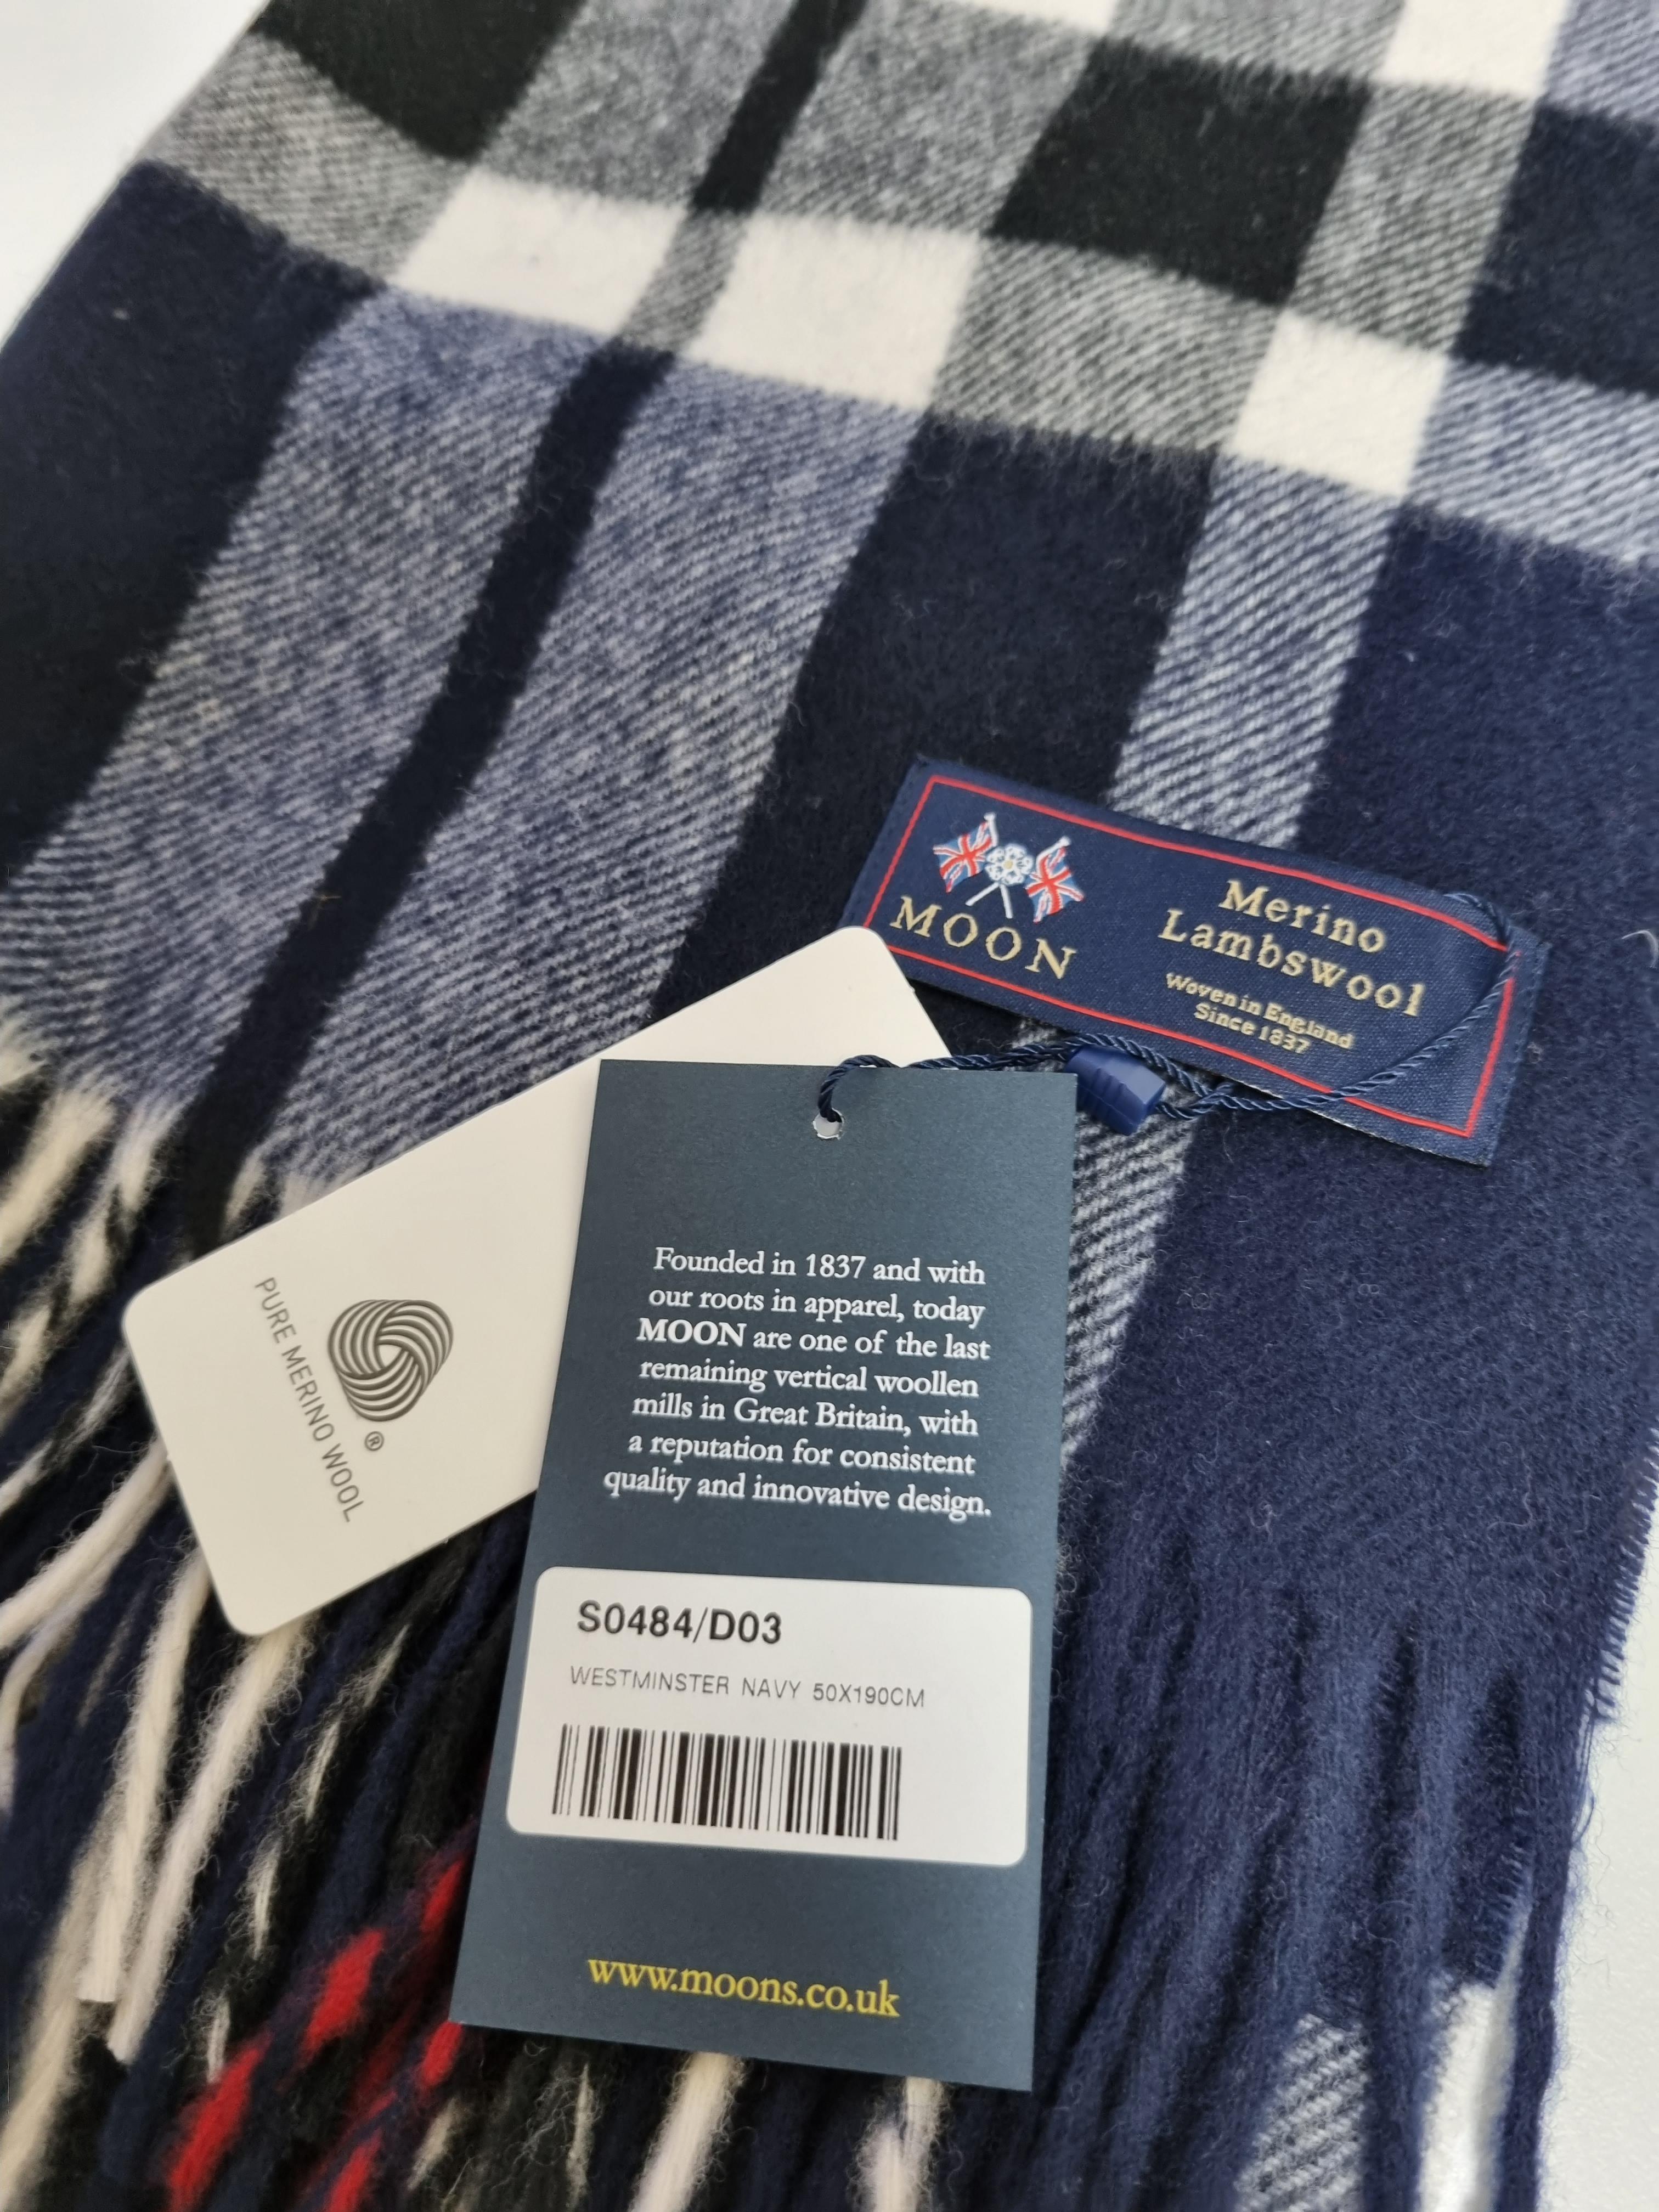 MOON
Merino
Lambswool
Woven in England
Since 1837
PURE MERINO WOOL
®
Founded in 1837 and with
our roots in apparel, today
MOON are one of the last
remaining vertical woollen
mills in Great Britain, with
a reputation for consistent
quality and innovative design.
S0484/D03
WESTMINSTER NAVY 50X190CM
www.moons.co.uk